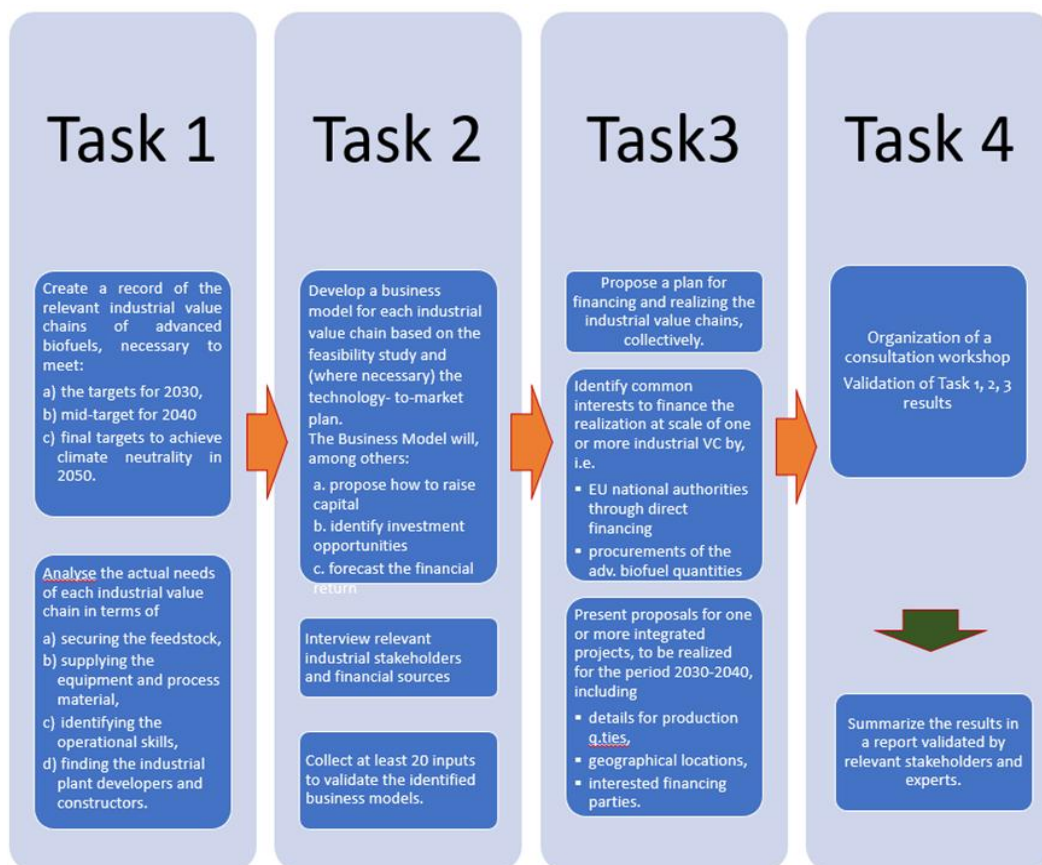 Task 1
Create a record of the
relevant industrial value
chains of advanced
biofuels, necessary to
meet:
a) the targets for 2030,
b) mid-target for 2040
c) final targets to achieve
climate neutrality in
2050.
Analyse the actual needs
of each industrial value
chain in terms of
a) securing the feedstock,
b) supplying the
equipment and process
material,
c) identifying the
operational skills,
d) finding the industrial
plant developers and
constructors.
Task 2
Develop a business
model for each industrial
value chain based on the
feasibility study and
(where necessary) the
technology- to-market
plan.
The Business Model will,
among others:
a. propose how to raise
capital
b. identify investment
opportunities
c. forecast the financial
return
Interview relevant
industrial stakeholders
and financial sources
Collect at least 20 inputs
to validate the identified
business models.
Task3
Propose a plan for
financing and realizing the
industrial value chains,
collectively.
Identify common
interests to finance the
realization at scale of one
or more industrial VC by,
i.e.
▪ EU national authorities
through direct
financing
▪ procurements of the
adv. biofuel quantities
Present proposals for one
or more integrated
projects, to be realized
for the period 2030-2040,
including
▪ details for production
q.ties,
▪ geographical locations,
▪ interested financing
parties.
Task 4
Organization of a
consultation workshop
Validation of Task 1, 2, 3
results
Summarize the results in
a report validated by
relevant stakeholders and
experts.